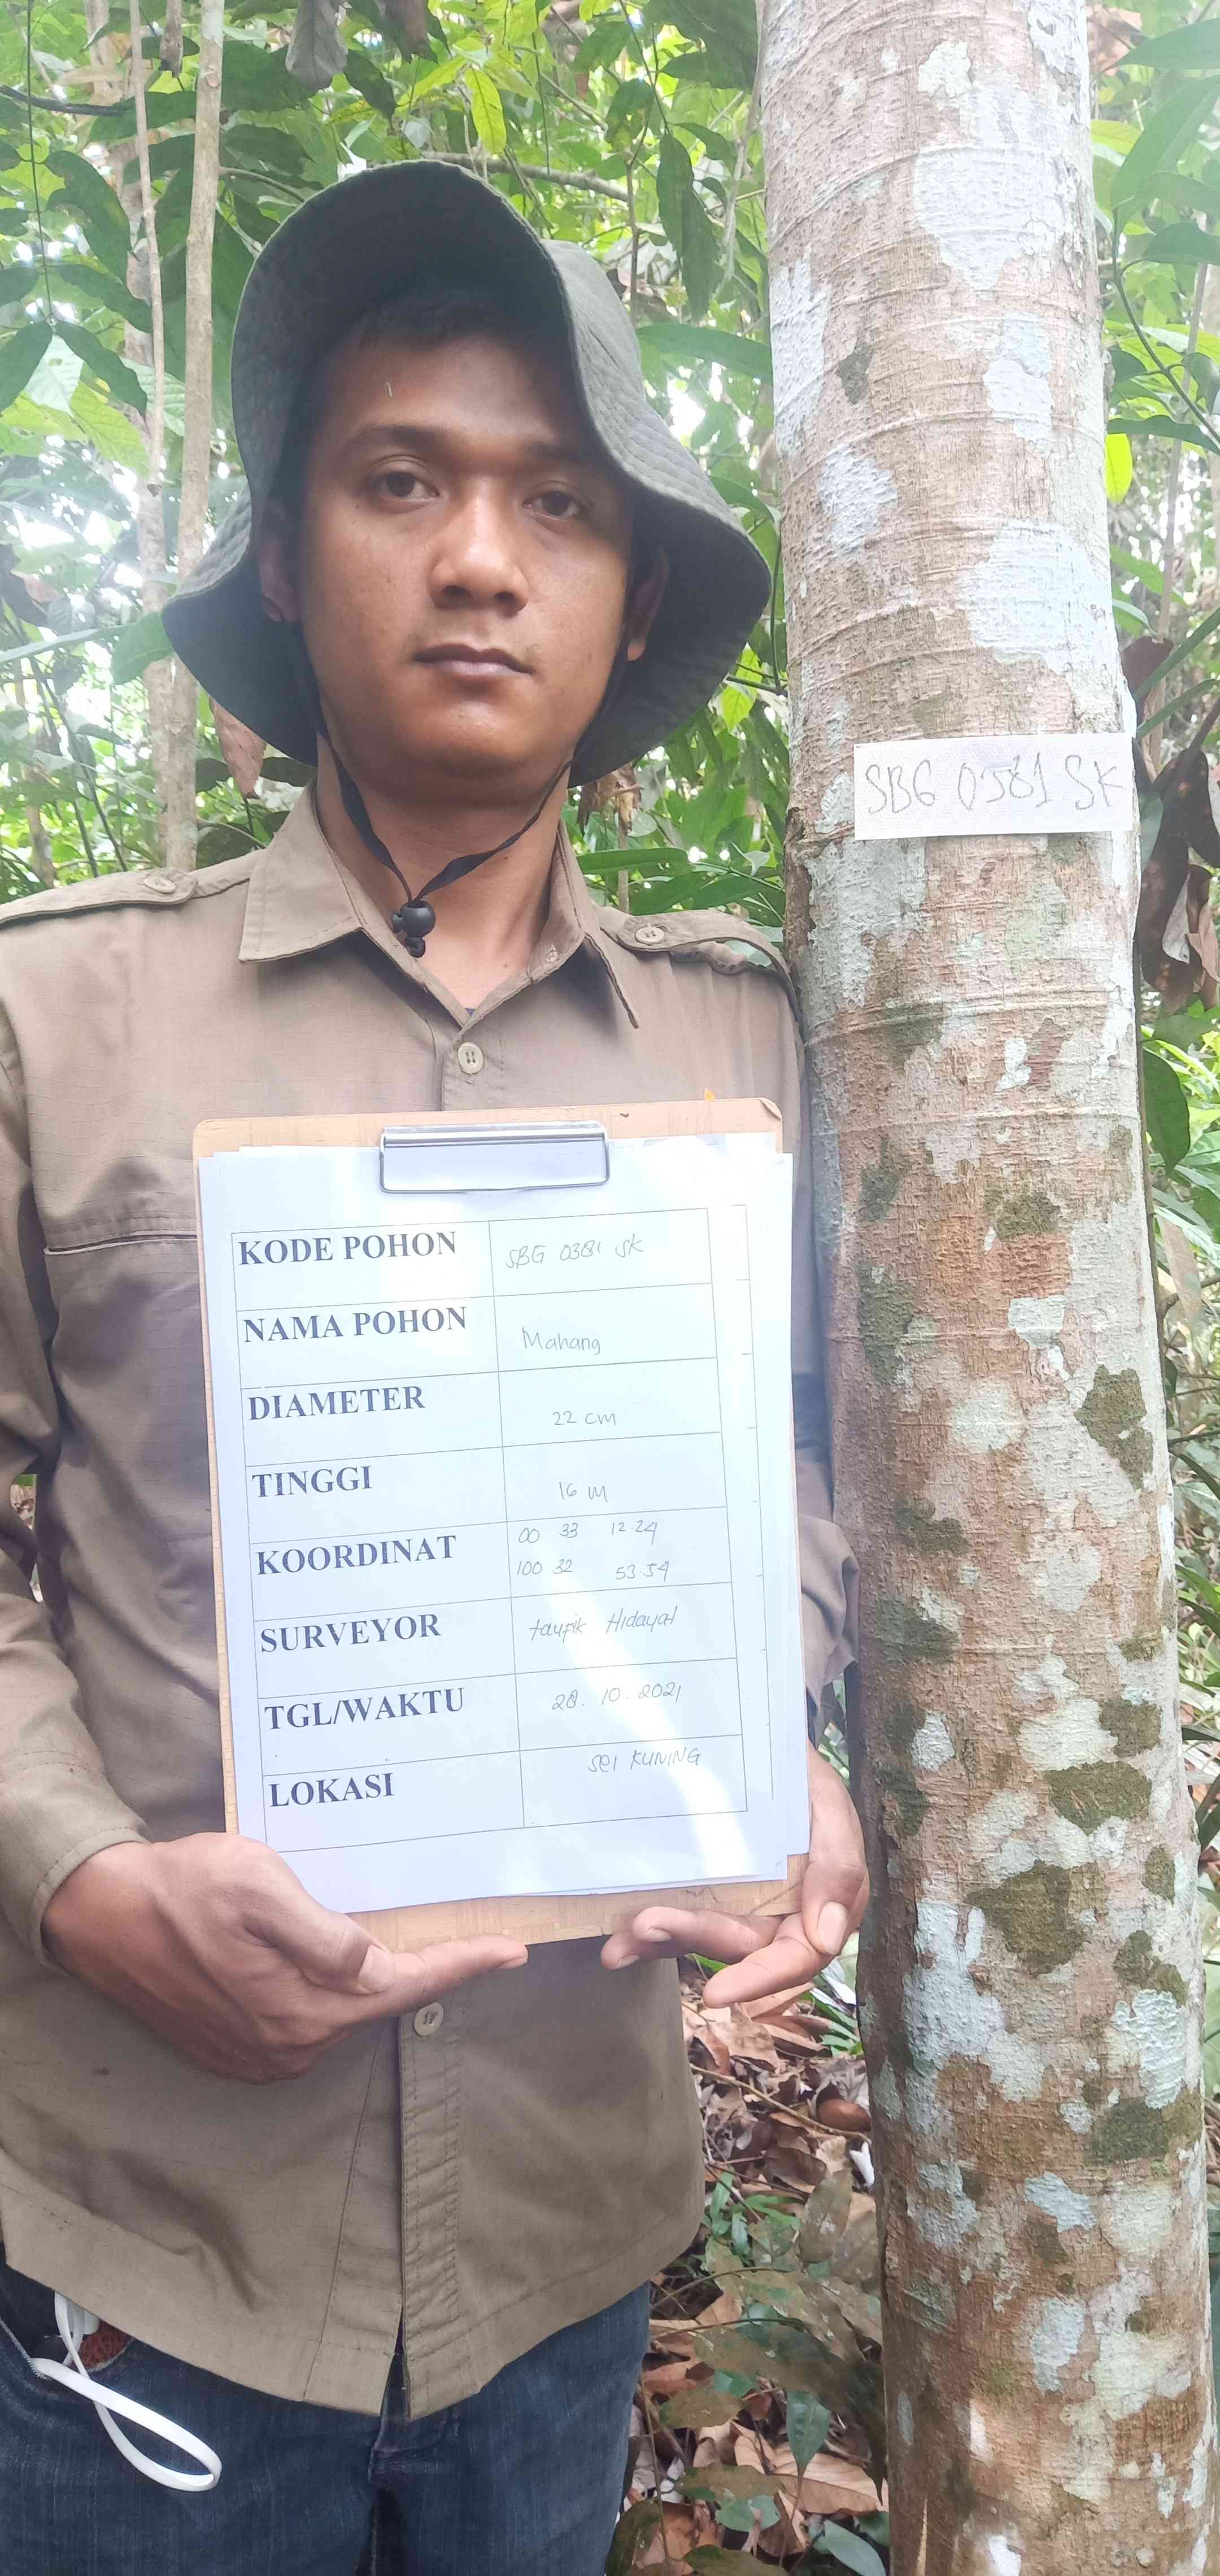 SBG 0381 SK
KODE POHON SBG 0381 SK
NAMA POHON Mahang
DIAMETER 22 cm
TINGGI 16 m
KOORDINAT 00 33 12.24
100 32 53.54
SURVEYOR taufik Hidayat
TGL/WAKTU 28.10.2021
LOKASI Sei KUNING